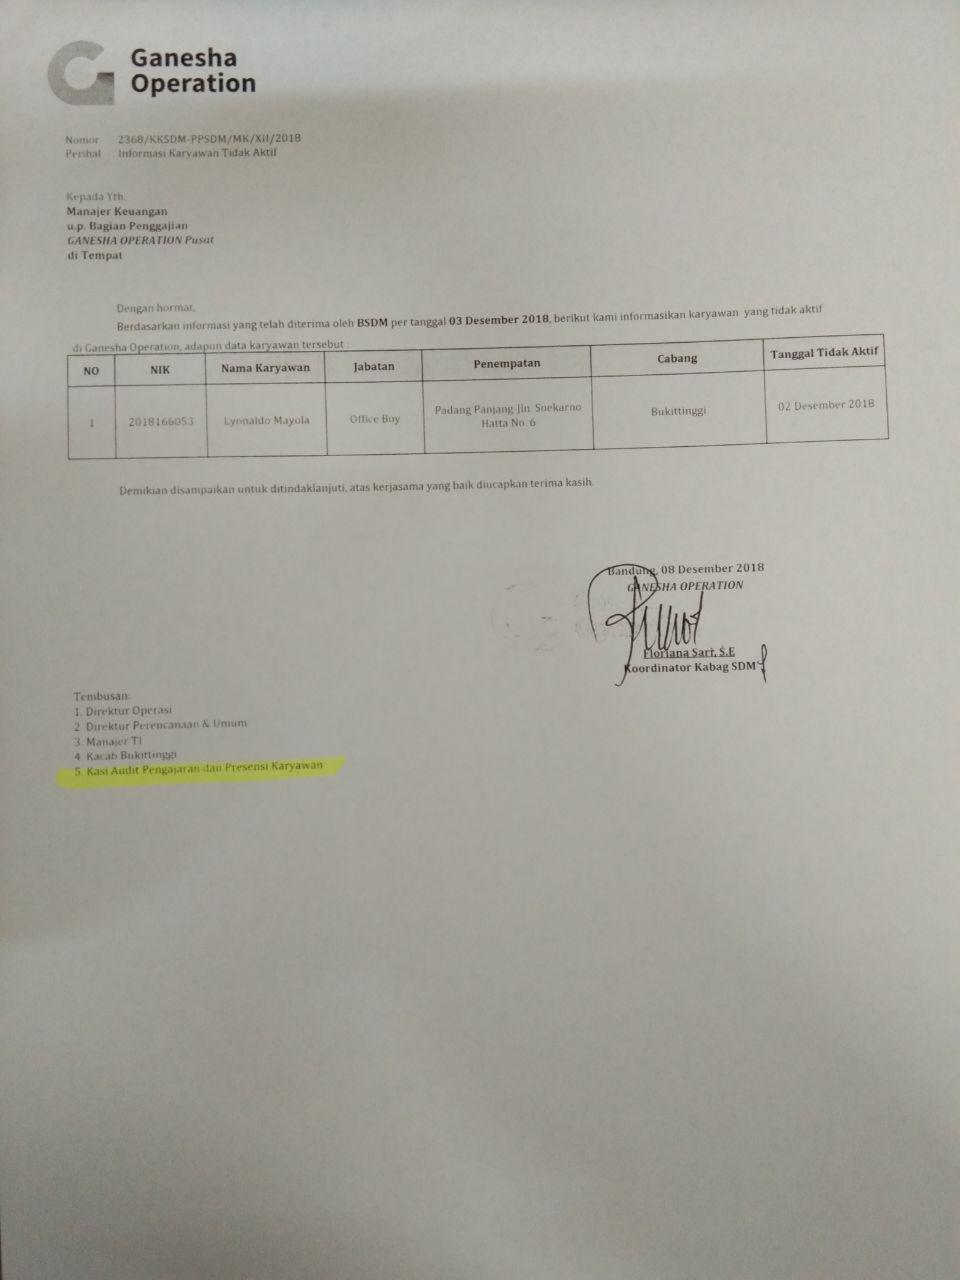 Ganesha
Operation
Nomor 2368/KKSDM-PPSDM/MK/XII/2018
Perihal Informasi Karyawan Tidak Aktif
Kepada Yth.
Manajer Keuangan
u.p. Bagian Penggajian
GANESHA OPERATION Pusat
di Tempat
Dengan hormat,
Berdasarkan informasi yang telah diterima oleh BSDM per tanggal 03 Desember 2018, berikut kami informasikan karyawan yang tidak aktif
di Ganesha Operation, adapun data karyawan tersebut :
NO NIK Nama Karyawan Jabatan Penempatan Cabang Tanggal Tidak Aktif
1 2018166053 Lyonaldo Mayola Office Boy Padang Panjang-Jln. Soekarno Bukittinggi 02 Desember 2018
Hatta No. 6
Demikian disampaikan untuk ditindaklanjuti, atas kerjasama yang baik diucapkan terima kasih.
Bandung, 08 Desember 2018
GANESHA OPERATION
Floriana Sari, S.E
Koordinator Kabag SDM
Tembusan:
1. Direktur Operasi
2. Direktur Perencanaan & Umum
3. Manajer TI
4. Kacab Bukittinggi
5. Kasi Audit Pengajaran dan Presensi Karyawan